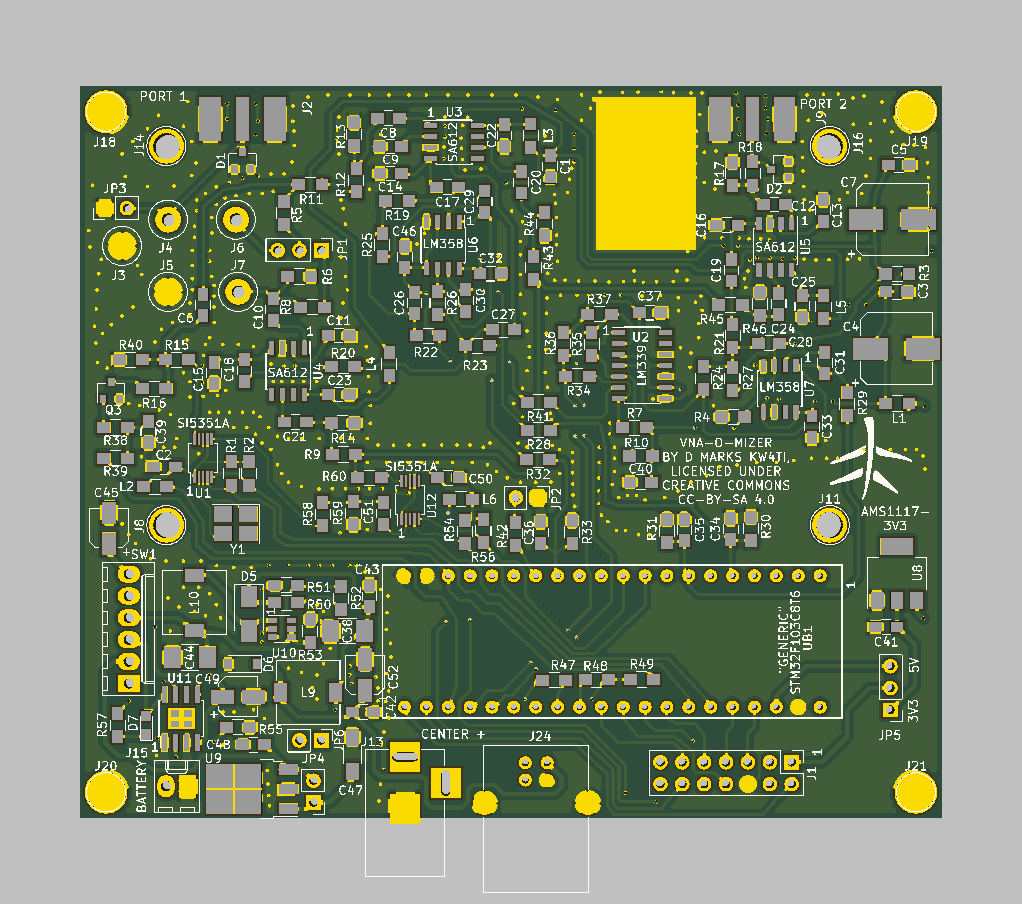 PORT 1
J18
J14
J2
D1
R13
C8
1
U3
SA612
C9
C22
L3
C1
R12
C14
C20
R11
R19
C17
C29
R5
PORT 2
J9
J16
J19
R18
R17
D2
C5
C7
C12
C13
C16
SA612
U5
+
JP3
J4
J6
J3
J5
J7
JP1
R25
C46
LM358
U6
R44
R43
C32
R6
C6
C10
R8
C26
R26
C30
C27
C11
1
R22
R23
R37
C37
R36
R35
1
U2
LM339
R34
C19
R3
C31
R45
R46
C24
C25
L5
C4
R21
C20
1
R40
R15
C15
C18
SA612
U4
R20
L4
C23
R16
Q3
R24
R27
LM358
U7
C31
+
R29
L1
R4
C33
R38
C39
SI5351A
R1
R2
C21
R14
R9
R41
R28
R32
R7
R10
C40
R39
C2
L2
1
U1
C45
J8
+
Y1
R60
SI5351A
C50
U12
L6
1
R58
R59
C51
R54
R56
JP2
R42
C36
R33
VNA-O-MIZER
BY D MARKS KW4TI,
LICENSED UNDER
CREATIVE COMMONS
CC-BY-SA 4.0
R31
C35
C34
R30
J11
AMS1117-
3V3
U8
C41
SW1
L10
D5
R51
R50
1
R52
C43
U10
R53
C38
C44
D6
C49
U11
L9
C52
C42
R57
D7
J15
1
C48
R55
U9
BATTERY
J20
JP4
JP6
J13
C47
CENTER +
J24
R47
R48
R49
1
"GENERIC"
STM32F103C8T6
UB1
5V
3V3
JP5
1
J1
J21